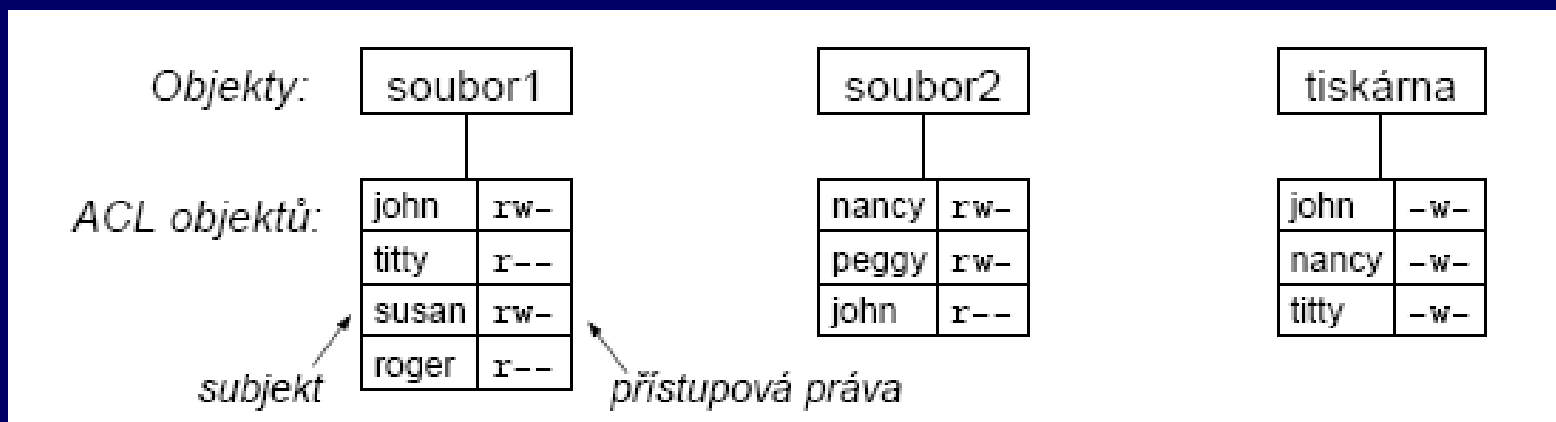 Objekty: soubor1 soubor2 tiskárna
ACL objektů: john rw- nancy rw- john -w-
titty r-- peggy rw- nancy -w-
susan rw- john r-- titty -w-
roger r--
subjekt přístupová práva